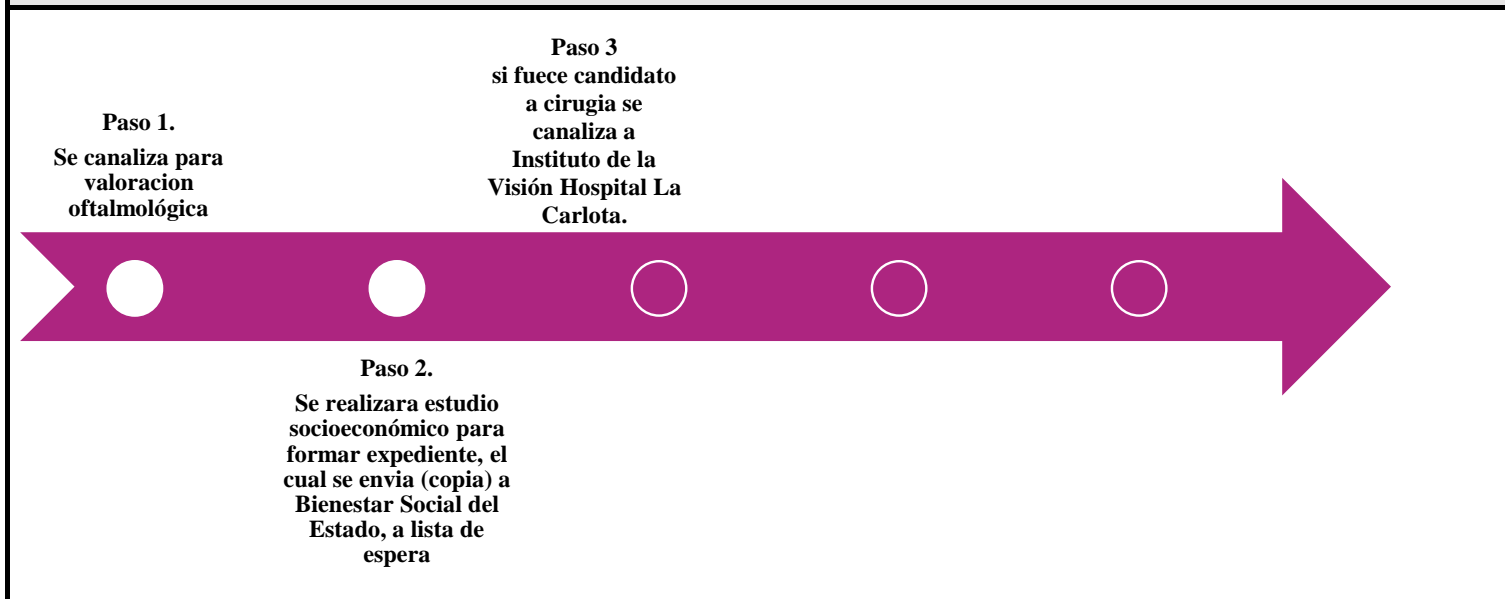 Paso 1.
Se canaliza para
valoracion
oftalmológica
Paso 2.
Se realizara estudio
socioeconómico para
formar expediente, el
cual se envia (copia) a
Bienestar Social del
Estado, a lista de
espera
Paso 3
si fuece candidato
a cirugia se
canaliza a
Instituto de la
Visión Hospital La
Carlota.